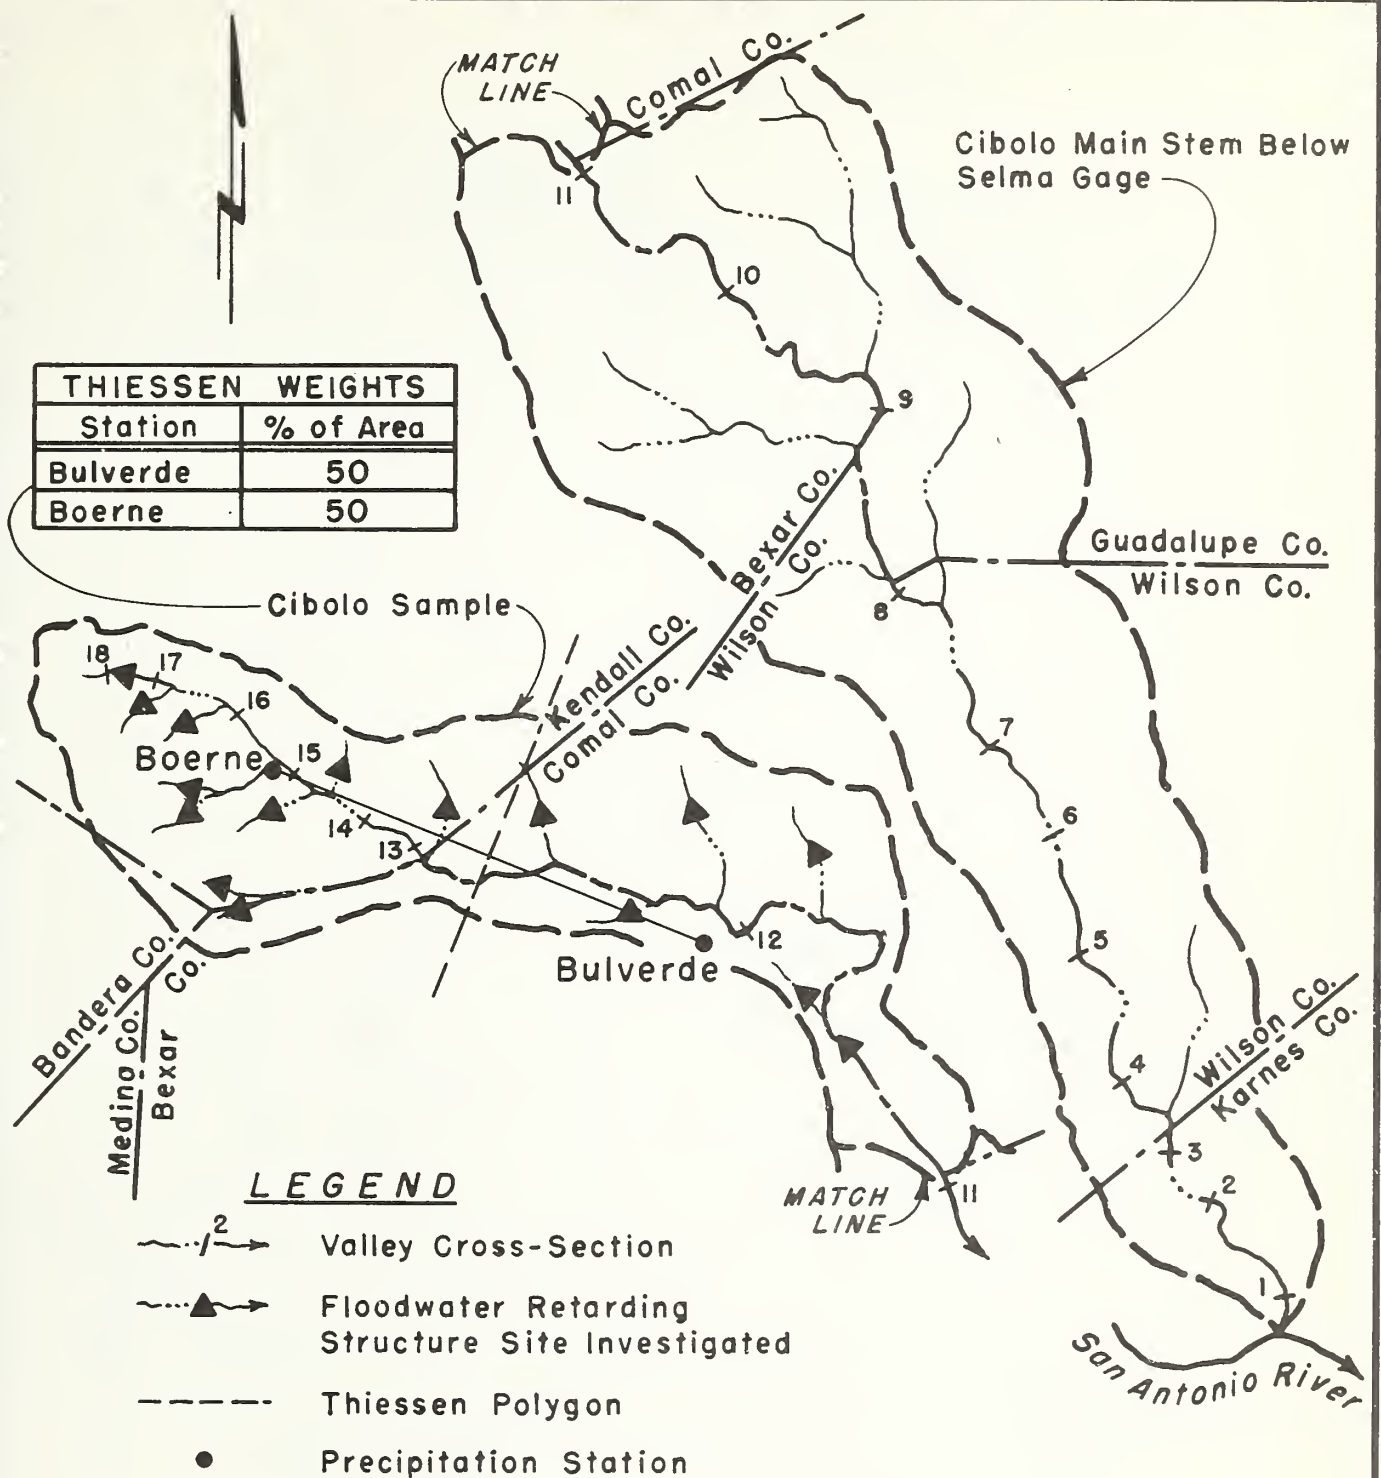 MATCH
LINE
Comal Co.
Cibolo Main Stem Below
Selma Gage
11
10
9
THIESSEN WEIGHTS
Station % of Area
Bulverde 50
Boerne 50
Bexar Co.
Wilson Co.
Guadalupe Co.
Wilson Co.
8
Cibolo Sample
Kendall Co.
Comal Co.
18
17
16
Boerne
15
14
13
7
6
5
12
Bulverde
Bandera Co.
Medina Co.
Bexar Co.
4
Wilson Co.
Karnes Co.
3
2
1
11
MATCH
LINE
San Antonio River
LEGEND
2
Valley Cross-Section
Floodwater Retarding
Structure Site Investigated
Thiessen Polygon
Precipitation Station